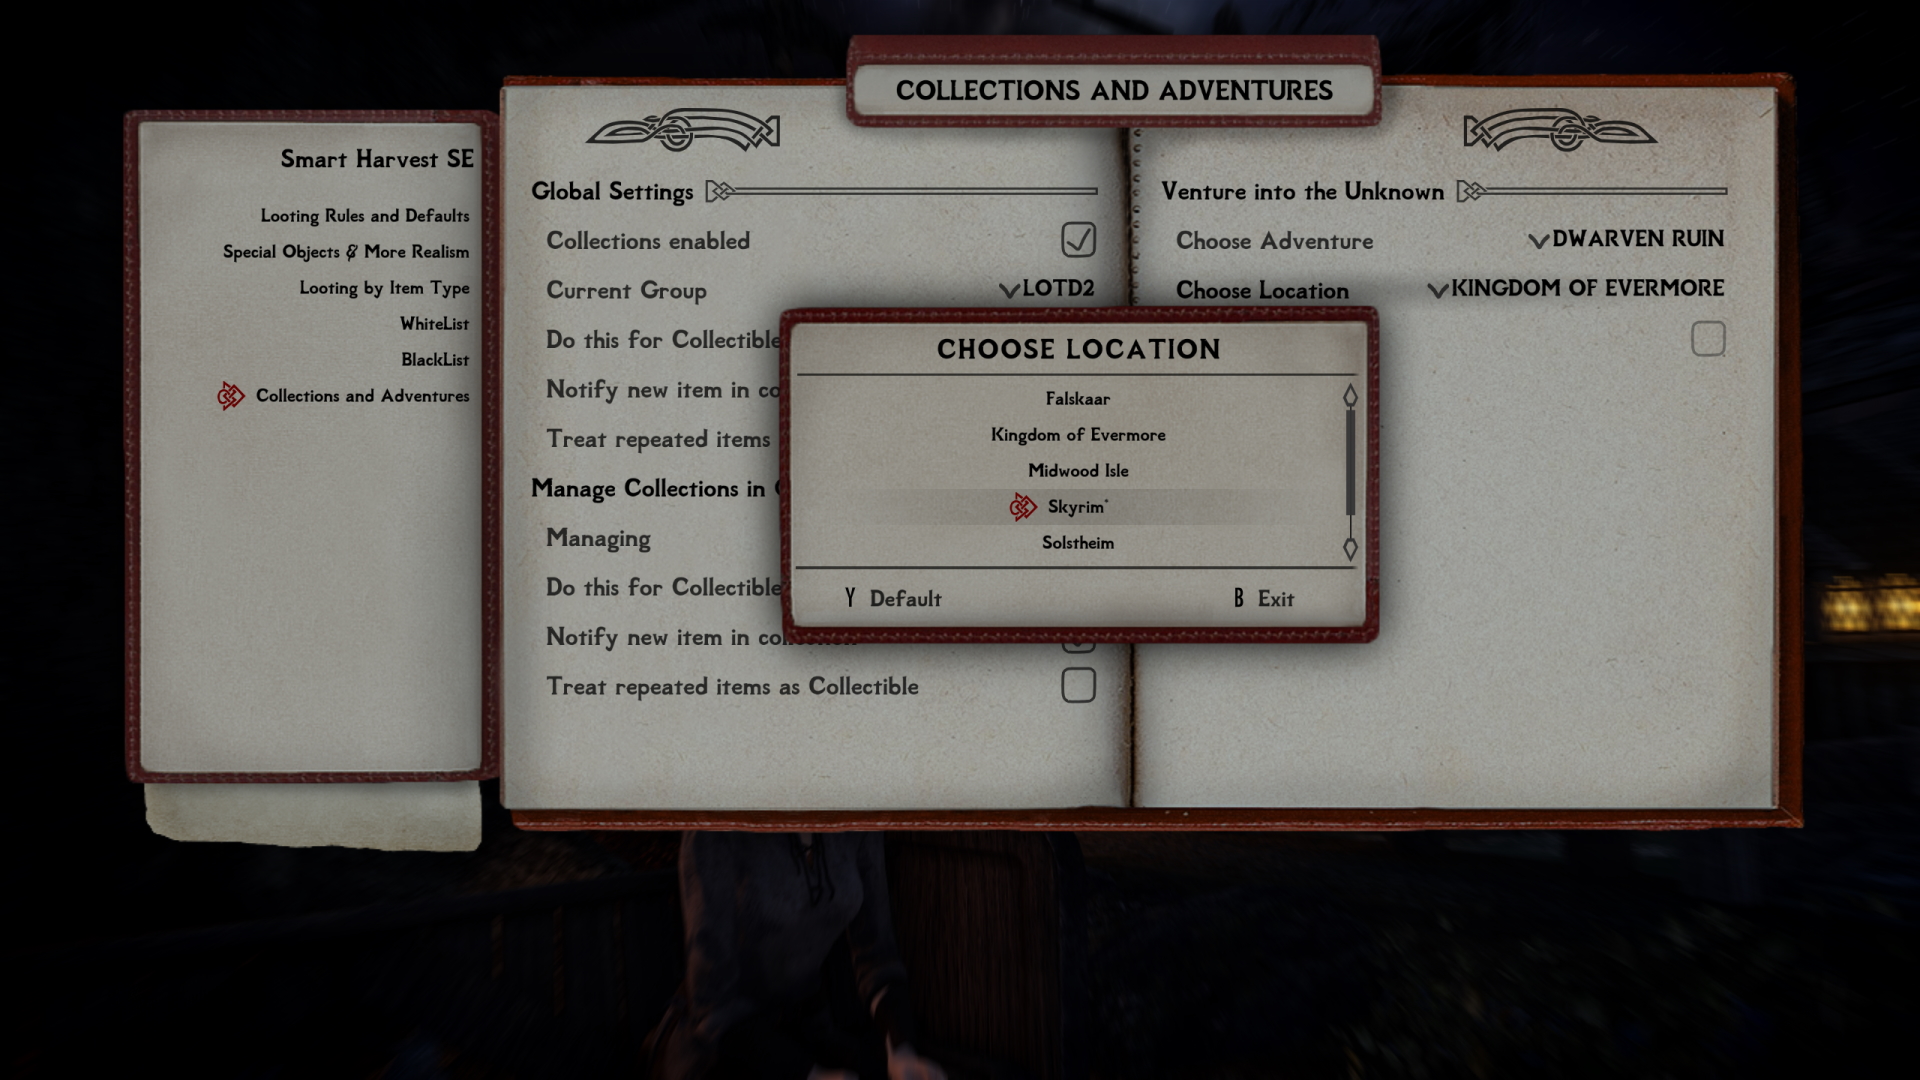 COLLECTIONS AND ADVENTURES
Smart Harvest SE
Looting Rules and Defaults
Special Objects & More Realism
Looting by Item Type
WhiteList
BlackList
Collections and Adventures
Global Settings
Collections enabled
Current Group LOTD2
Do this for Collectible
Notify new item in co
Treat repeated items
Manage Collections in
Managing
Do this for Collectible
Notify new item in collection
Treat repeated items as Collectible
Venture into the Unknown
Choose Adventure DWARVEN RUIN
Choose Location KINGDOM OF EVERMORE
CHOOSE LOCATION
Falskaar
Kingdom of Evermore
Midwood Isle
Skyrim*
Solstheim
Y Default
B Exit